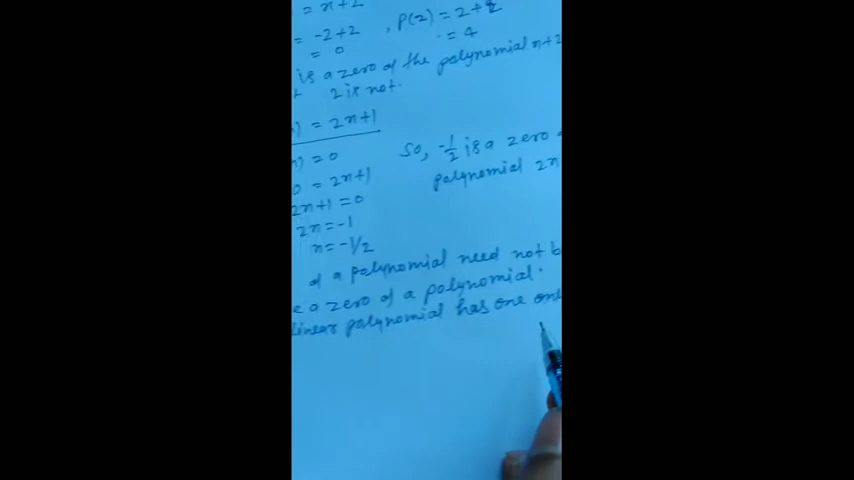 = x+2
= -2+2 , P(2) = 2+2
= 0 = 4
is a zero of the polynomial x+2
2 is not.
) = 2x+1
) = 0 So, -1/2 is a zero
0 = 2x+1 polynomial 2x
2x+1 = 0
2x = -1
x = -1/2
of a polynomial need not b
e a zero of a polynomial.
linear polynomial has one one